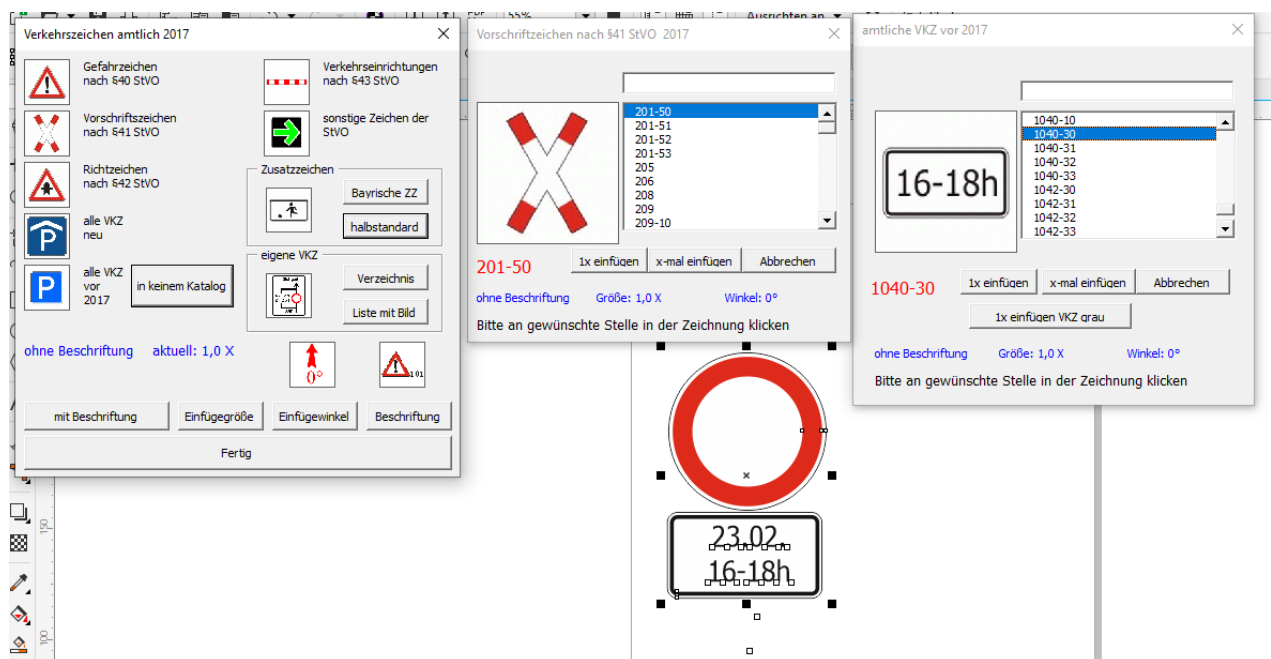 55%
Ausrichten an
Verkehrszeichen amtlich 2017
Gefahrzeichen
nach §40 StVO
Verkehrseinrichtungen
nach §43 StVO
Vorschriftszeichen
nach §41 StVO
sonstige Zeichen der
StVO
Richtzeichen
nach §42 StVO
Zusatzzeichen
Bayrische ZZ
halbstandard
alle VKZ
neu
eigene VKZ
Verzeichnis
Liste mit Bild
alle VKZ
vor
2017
in keinem Katalog
ohne Beschriftung aktuell: 1,0 X
0°
101
mit Beschriftung
Einfügegröße
Einfügewinkel
Beschriftung
Fertig
Vorschriftzeichen nach §41 StVO 2017
201-50
201-51
201-52
201-53
205
206
208
209
209-10
201-50
1x einfügen
x-mal einfügen
Abbrechen
ohne Beschriftung Größe: 1,0 X Winkel: 0°
Bitte an gewünschte Stelle in der Zeichnung klicken
amtliche VKZ vor 2017
16-18h
1040-10
1040-30
1040-31
1040-32
1040-33
1042-30
1042-31
1042-32
1042-33
1040-30
1x einfügen
x-mal einfügen
Abbrechen
1x einfügen VKZ grau
ohne Beschriftung Größe: 1,0 X Winkel: 0°
Bitte an gewünschte Stelle in der Zeichnung klicken
23.02.
16-18h
150
100